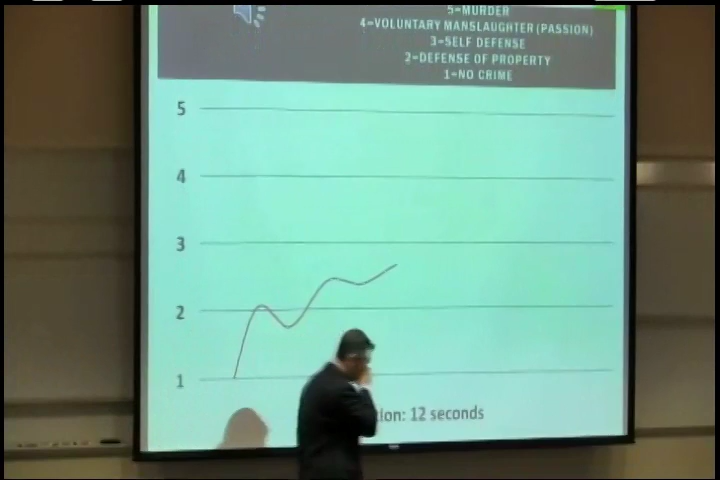 5=MURDER
4=VOLUNTARY MANSLAUGHTER (PASSION)
3=SELF DEFENSE
2=DEFENSE OF PROPERTY
1=NO CRIME
5
4
3
2
1
tion: 12 seconds